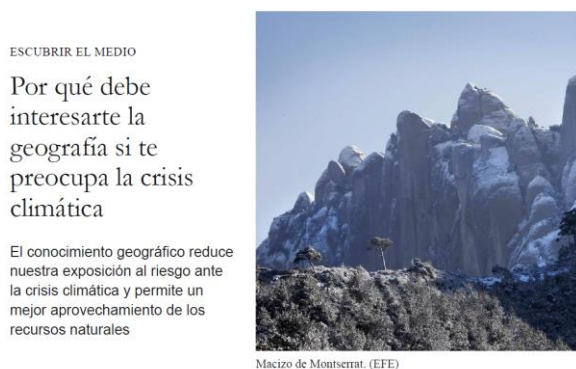 ESCUBRIR EL MEDIO
Por qué debe
interesarte la
geografía si te
preocupa la crisis
climática
El conocimiento geográfico reduce
nuestra exposición al riesgo ante
la crisis climática y permite un
mejor aprovechamiento de los
recursos naturales
Macizo de Montserrat. (EFE)